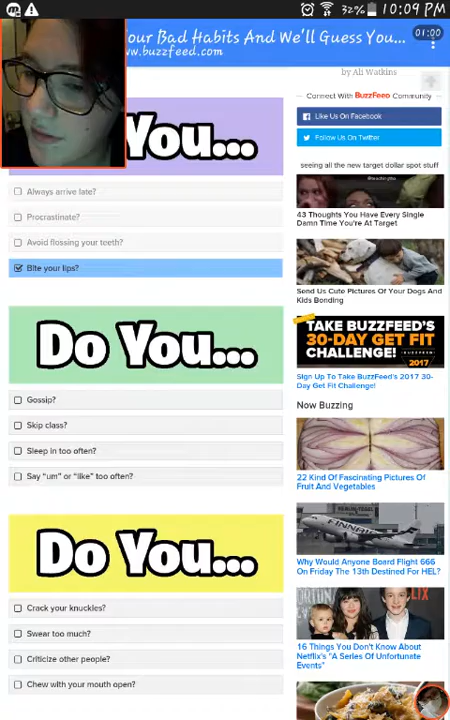 32% 10:09 PM
our Bad Habits And We'll Guess You...
www.buzzfeed.com
01:00
by Ali Watkins
Connect With BuzzFeed Community
Like Us On Facebook
Follow Us On Twitter
seeing all the new target dollar spot stuff
43 Thoughts You Have Every Single
Damn Time You're At Target
Send Us Cute Pictures Of Your Dogs And
Kids Bonding
TAKE BUZZFEED'S
30-DAY GET FIT
CHALLENGE!
BUZZFEED
2017
Sign Up To Take BuzzFeed's 2017 30-
Day Get Fit Challenge!
Now Buzzing
22 Kind Of Fascinating Pictures Of
Fruit And Vegetables
FINNAIR
Why Would Anyone Board Flight 666
On Friday The 13th Destined For HEL?
16 Things You Don't Know About
Netflix's "A Series Of Unfortunate
Events"
You...
Always arrive late?
Procrastinate?
Avoid flossing your teeth?
Bite your lips?
Do You...
Gossip?
Skip class?
Sleep in too often?
Say "um" or "like" too often?
Do You...
Crack your knuckles?
Swear too much?
Criticize other people?
Chew with your mouth open?